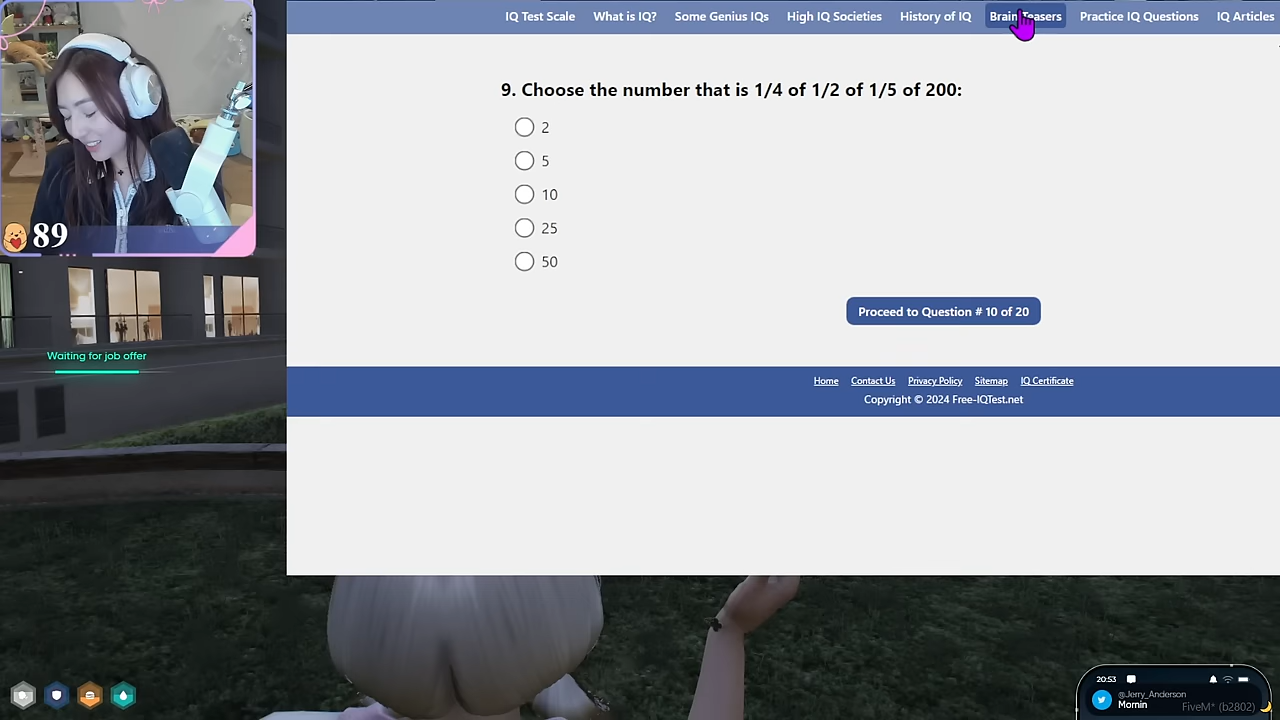 IQ Test Scale What is IQ? Some Genius IQs High IQ Societies History of IQ Brain Teasers Practice IQ Questions IQ Articles
9. Choose the number that is 1/4 of 1/2 of 1/5 of 200:
2
5
10
25
50
Proceed to Question # 10 of 20
Home Contact Us Privacy Policy Sitemap IQ Certificate
Copyright © 2024 Free-IQTest.net
89
Waiting for job offer
20:53
@Jerry_Anderson
Mornin
FiveM* (b2802)